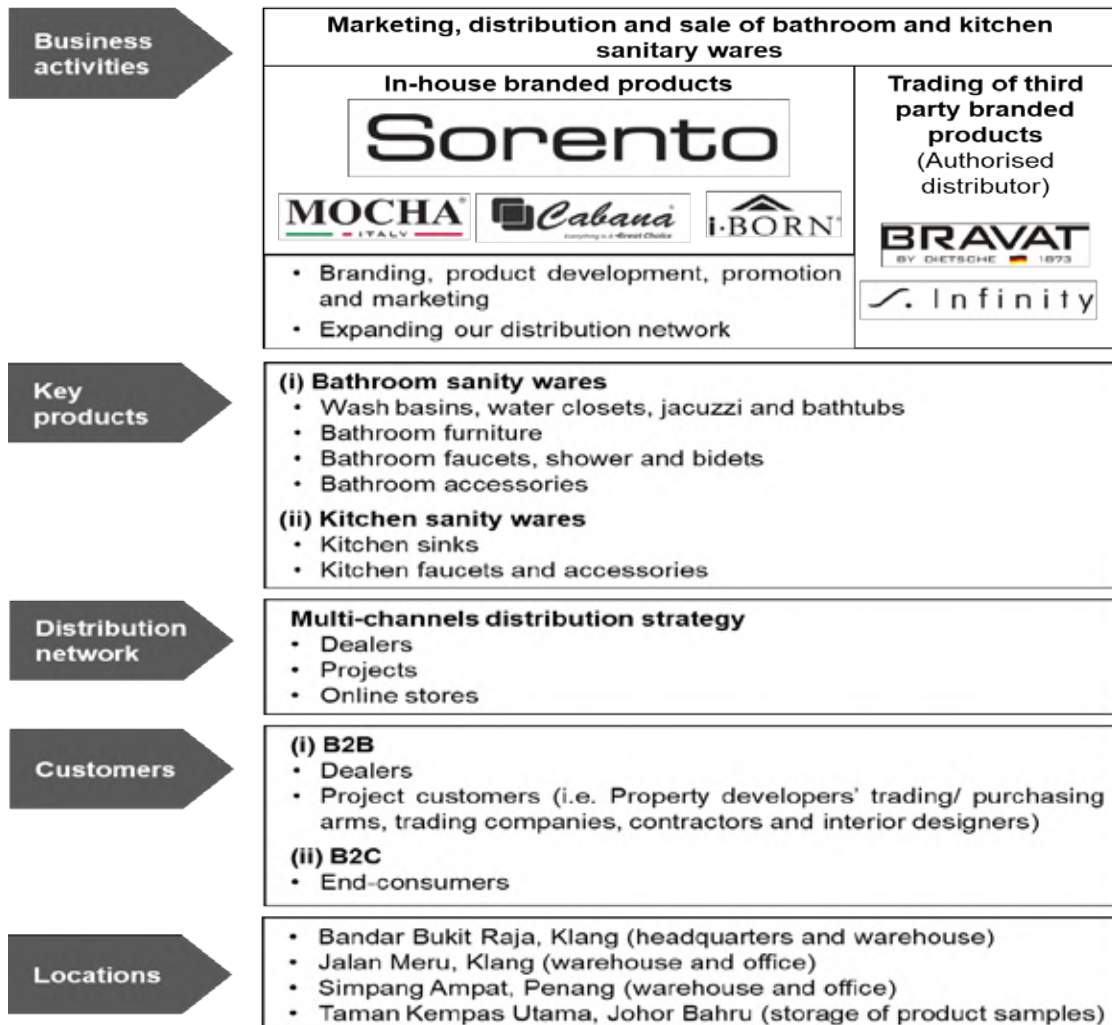 Business
activities
Marketing, distribution and sale of bathroom and kitchen
sanitary wares
In-house branded products
Sorento
MOCHA®
ITALY
Cabana®
Everything is A Great Choice
i·BORN®
• Branding, product development, promotion
and marketing
• Expanding our distribution network
Trading of third
party branded
products
(Authorised
distributor)
BRAVAT
BY DIETSCHE 1873
Infinity
Key
products
(i) Bathroom sanity wares
• Wash basins, water closets, jacuzzi and bathtubs
• Bathroom furniture
• Bathroom faucets, shower and bidets
• Bathroom accessories
(ii) Kitchen sanity wares
• Kitchen sinks
• Kitchen faucets and accessories
Distribution
network
Multi-channels distribution strategy
• Dealers
• Projects
• Online stores
Customers
(i) B2B
• Dealers
• Project customers (i.e. Property developers' trading/ purchasing
arms, trading companies, contractors and interior designers)
(ii) B2C
• End-consumers
Locations
• Bandar Bukit Raja, Klang (headquarters and warehouse)
• Jalan Meru, Klang (warehouse and office)
• Simpang Ampat, Penang (warehouse and office)
• Taman Kempas Utama, Johor Bahru (storage of product samples)